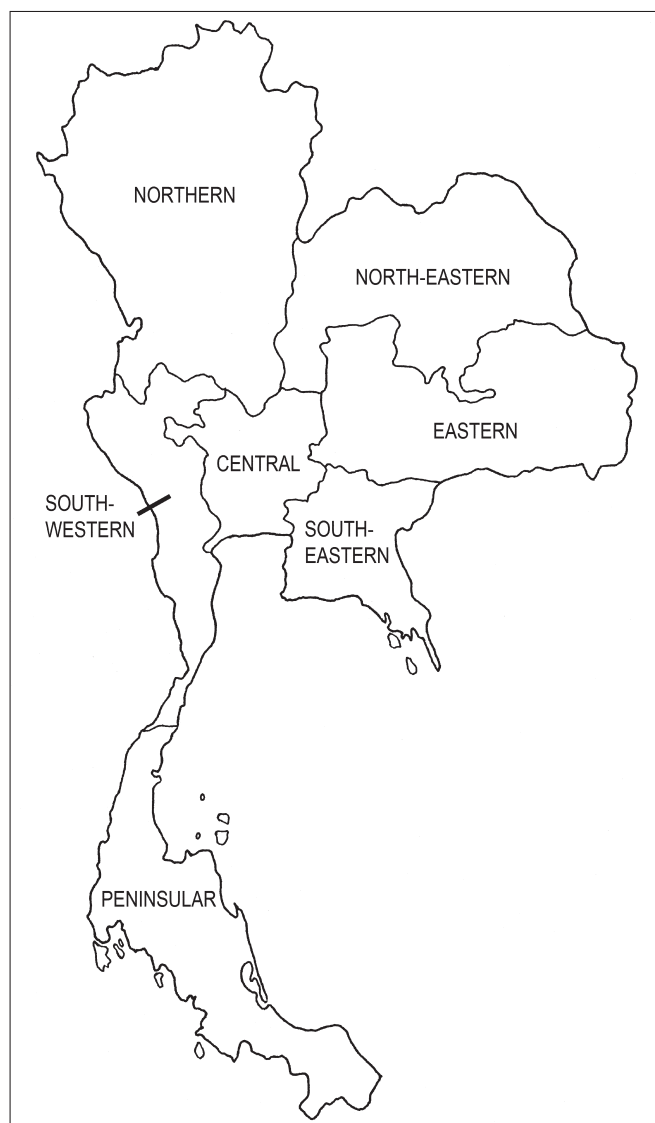 NORTHERN
NORTH-EASTERN
EASTERN
CENTRAL
SOUTH-
WESTERN
SOUTH-
EASTERN
PENINSULAR